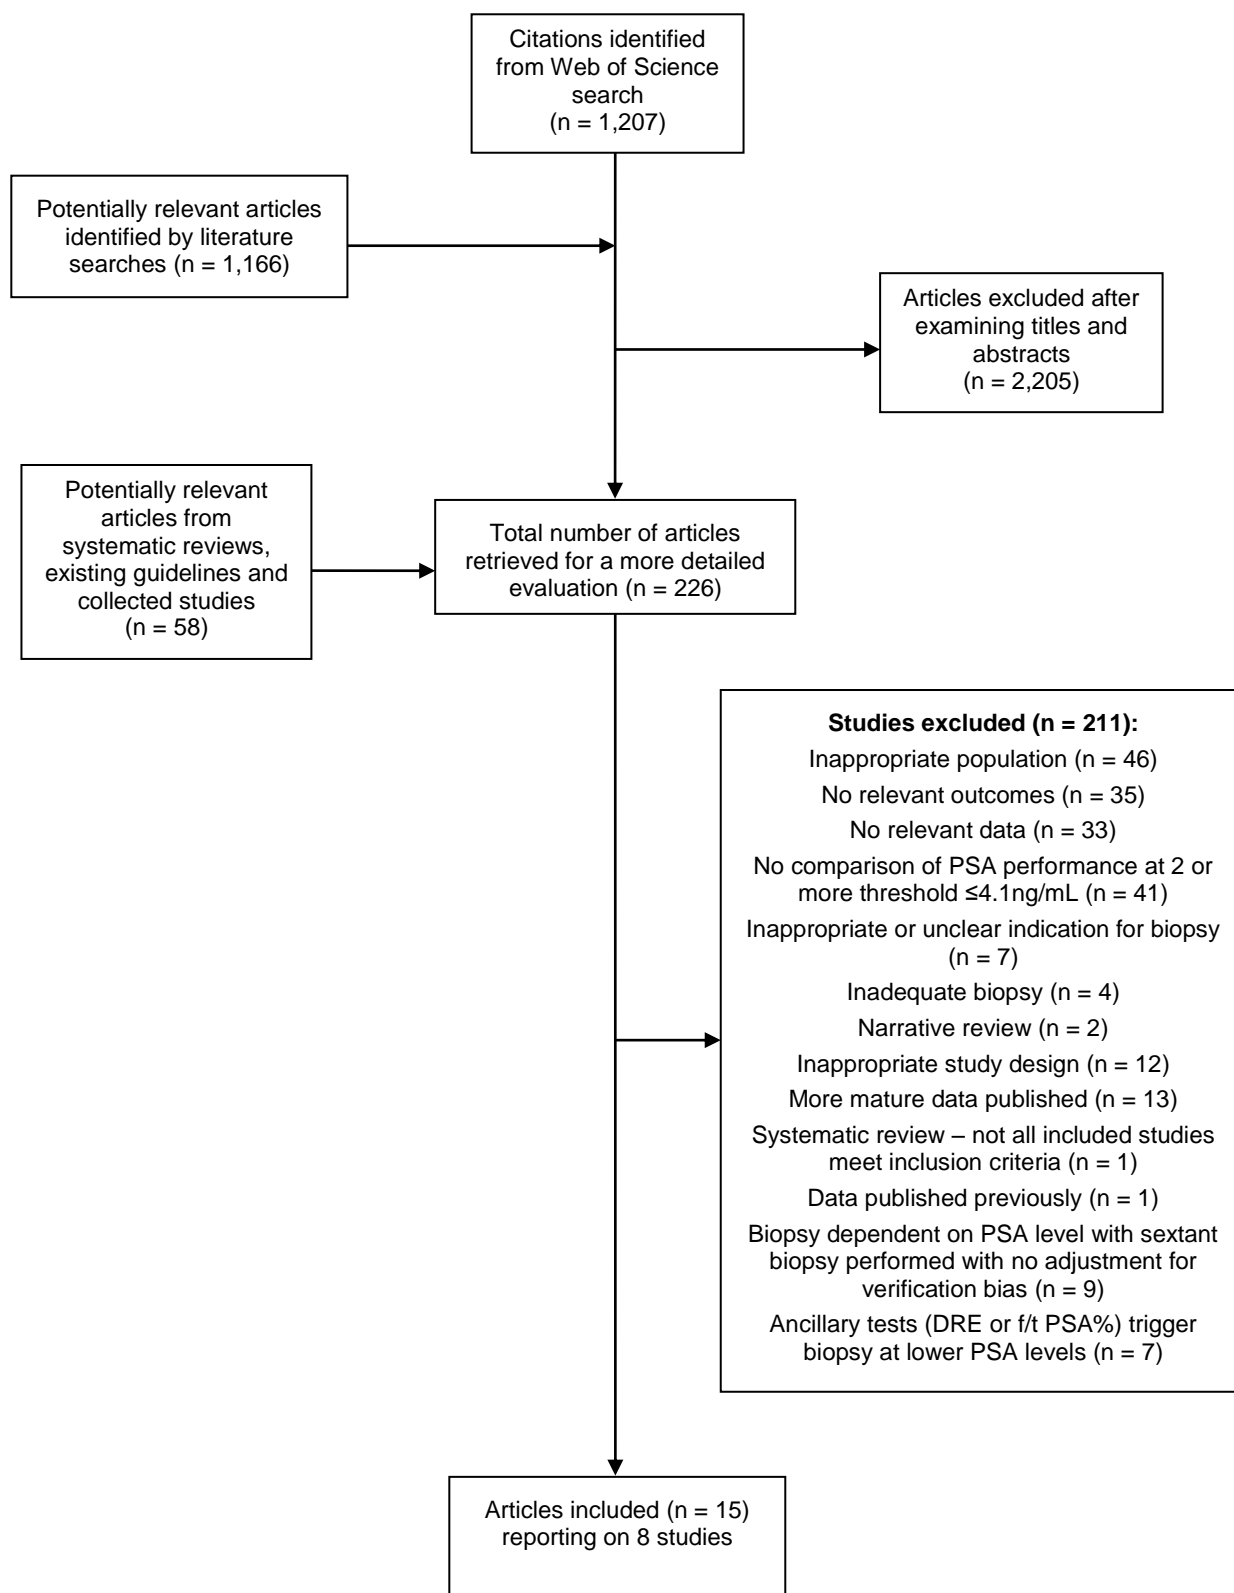 Citations identified
from Web of Science
search
(n = 1,207)
Potentially relevant articles
identified by literature
searches (n = 1,166)
Articles excluded after
examining titles and
abstracts
(n = 2,205)
Potentially relevant
articles from
systematic reviews,
existing guidelines and
collected studies
(n = 58)
Total number of articles
retrieved for a more detailed
evaluation (n = 226)
Studies excluded (n = 211):
Inappropriate population (n = 46)
No relevant outcomes (n = 35)
No relevant data (n = 33)
No comparison of PSA performance at 2 or
more threshold ≤4.1ng/mL (n = 41)
Inappropriate or unclear indication for biopsy
(n = 7)
Inadequate biopsy (n = 4)
Narrative review (n = 2)
Inappropriate study design (n = 12)
More mature data published (n = 13)
Systematic review – not all included studies
meet inclusion criteria (n = 1)
Data published previously (n = 1)
Biopsy dependent on PSA level with sextant
biopsy performed with no adjustment for
verification bias (n = 9)
Ancillary tests (DRE or f/t PSA%) trigger
biopsy at lower PSA levels (n = 7)
Articles included (n = 15)
reporting on 8 studies